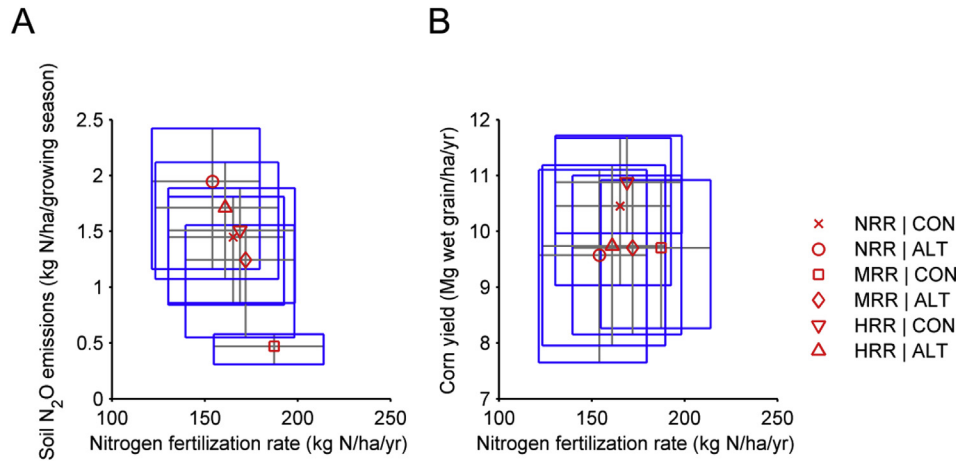 A
B
Soil N2O emissions (kg N/ha/growing season)
2.5
2
1.5
1
0.5
0
100
150
200
250
Nitrogen fertilization rate (kg N/ha/yr)
Corn yield (Mg wet grain/ha/yr)
12
11
10
9
8
7
100
150
200
250
Nitrogen fertilization rate (kg N/ha/yr)
NRR | CON
NRR | ALT
MRR | CON
MRR | ALT
HRR | CON
HRR | ALT